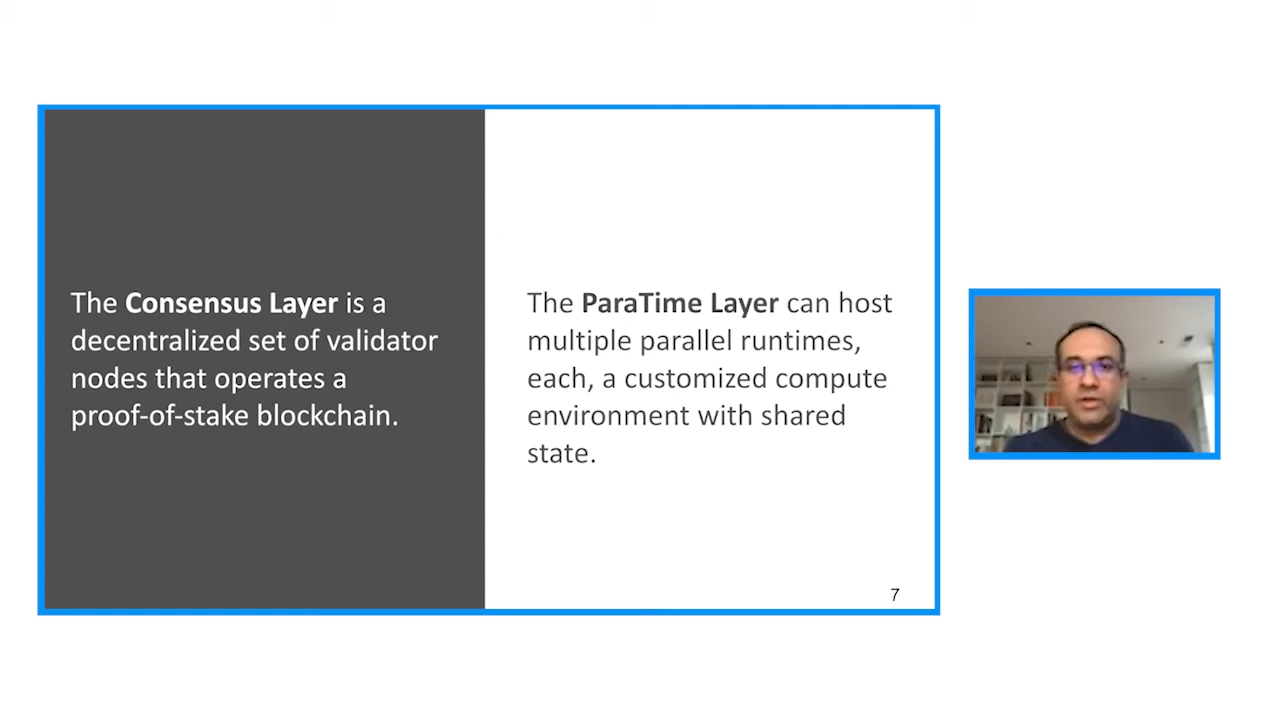 The Consensus Layer is a
decentralized set of validator
nodes that operates a
proof-of-stake blockchain.
The ParaTime Layer can host
multiple parallel runtimes,
each, a customized compute
environment with shared
state.
7